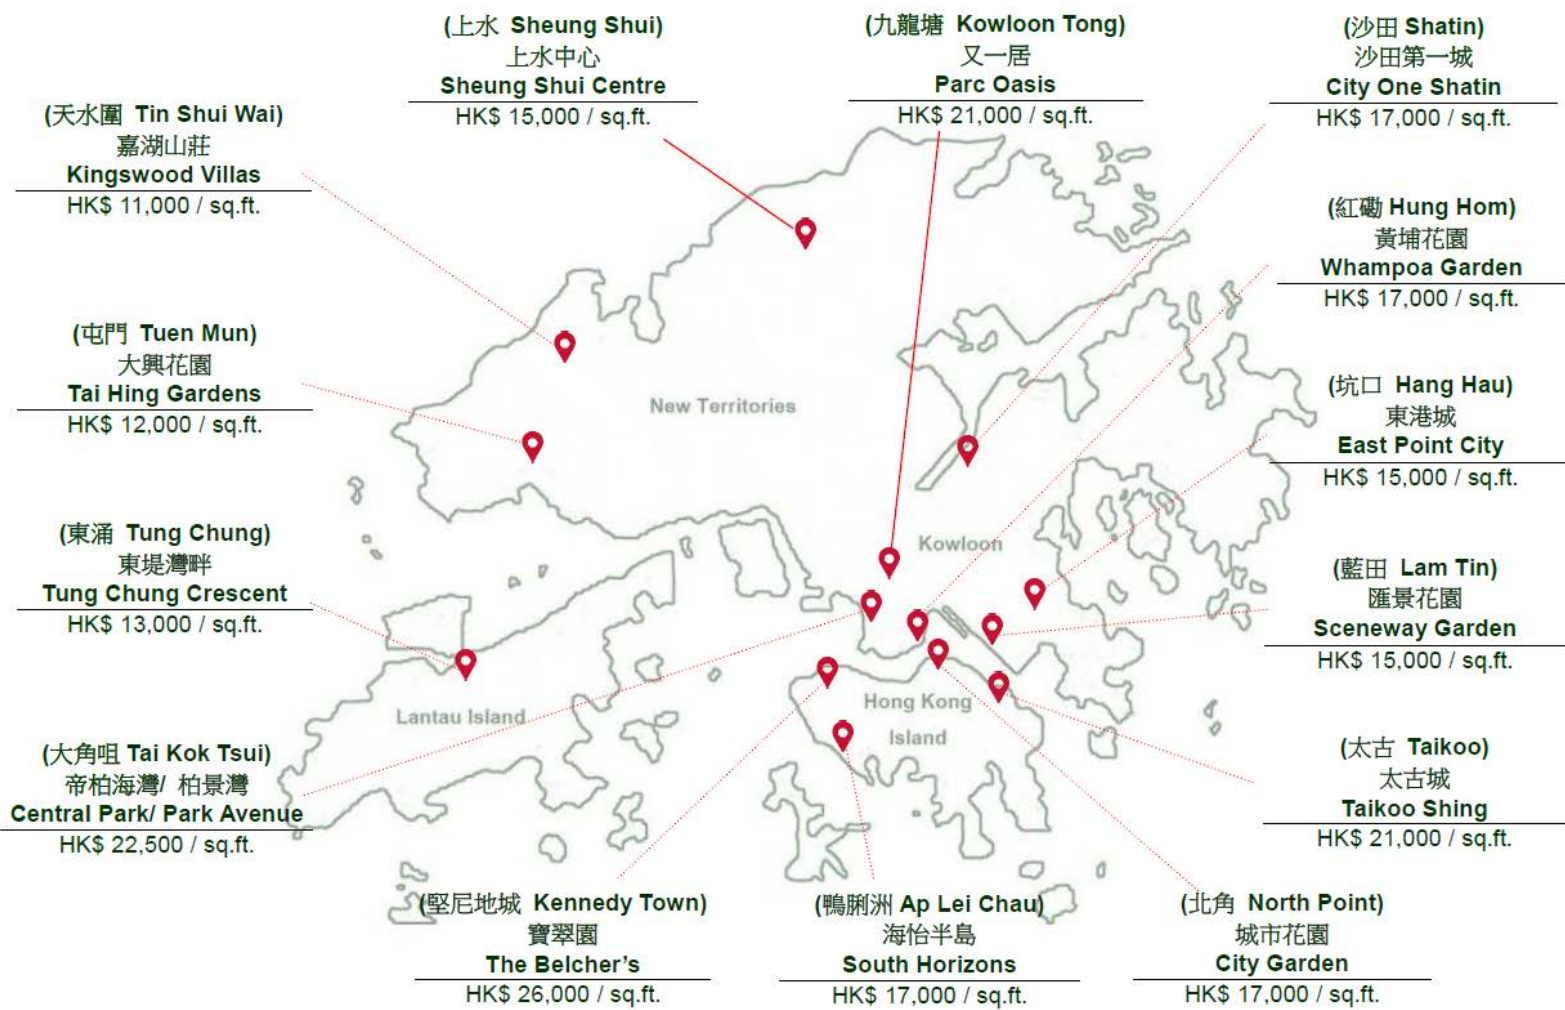 (上水 Sheung Shui)
上水中心
Sheung Shui Centre
HK$ 15,000 / sq.ft.
(九龍塘 Kowloon Tong)
又一居
Parc Oasis
HK$ 21,000 / sq.ft.
(沙田 Shatin)
沙田第一城
City One Shatin
HK$ 17,000 / sq.ft.
(天水圍 Tin Shui Wai)
嘉湖山莊
Kingswood Villas
HK$ 11,000 / sq.ft.
(紅磡 Hung Hom)
黃埔花園
Whampoa Garden
HK$ 17,000 / sq.ft.
(屯門 Tuen Mun)
大興花園
Tai Hing Gardens
HK$ 12,000 / sq.ft.
New Territories
(坑口 Hang Hau)
東港城
East Point City
HK$ 15,000 / sq.ft.
(東涌 Tung Chung)
東堤灣畔
Tung Chung Crescent
HK$ 13,000 / sq.ft.
Kowloon
(藍田 Lam Tin)
匯景花園
Sceneway Garden
HK$ 15,000 / sq.ft.
Lantau Island
Hong Kong
Island
(大角咀 Tai Kok Tsui)
帝柏海灣/ 柏景灣
Central Park/ Park Avenue
HK$ 22,500 / sq.ft.
(太古 Taikoo)
太古城
Taikoo Shing
HK$ 21,000 / sq.ft.
(堅尼地城 Kennedy Town)
寶翠園
The Belcher’s
HK$ 26,000 / sq.ft.
(鴨脷洲 Ap Lei Chau)
海怡半島
South Horizons
HK$ 17,000 / sq.ft.
(北角 North Point)
城市花園
City Garden
HK$ 17,000 / sq.ft.